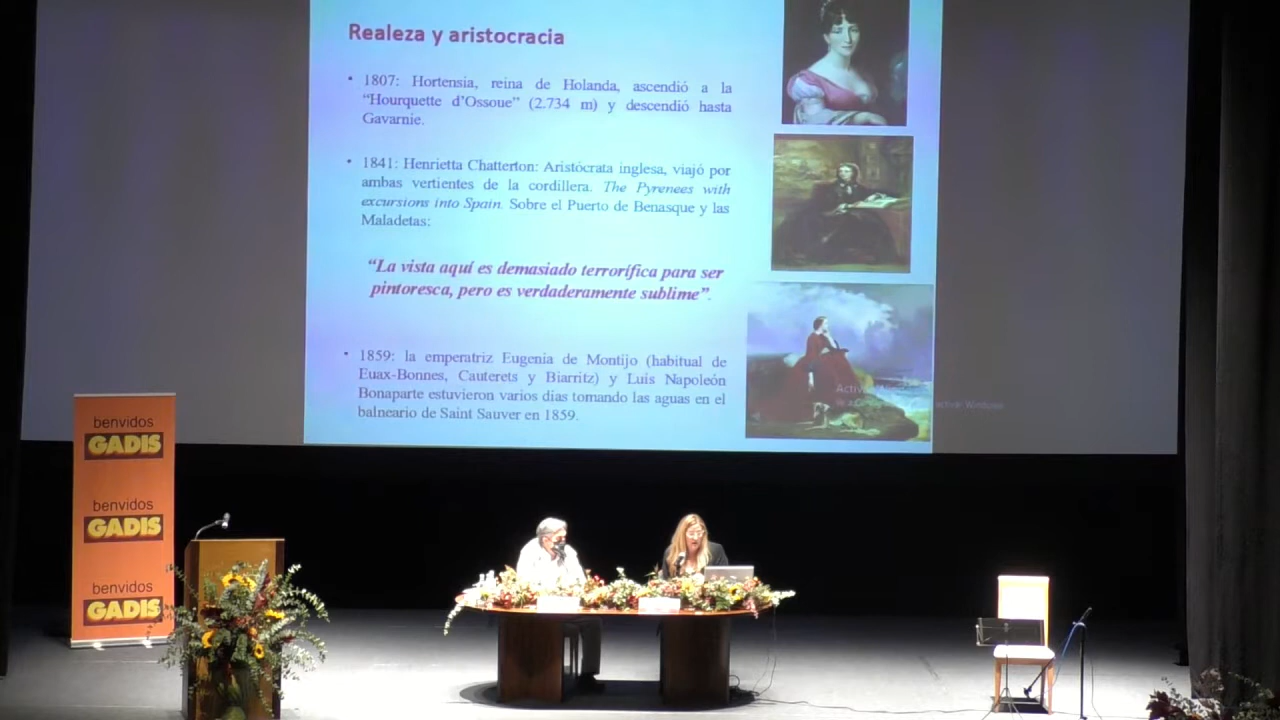 Realeza y aristocracia
• 1807: Hortensia, reina de Holanda, ascendió a la
“Hourquette d’Ossoue” (2.734 m) y descendió hasta
Gavarnie.
• 1841: Henrietta Chatterton: Aristócrata inglesa, viajó por
ambas vertientes de la cordillera. The Pyrenees with
excursions into Spain. Sobre el Puerto de Benasque y las
Maladetas:
“La vista aquí es demasiado terrorífica para ser
pintoresca, pero es verdaderamente sublime”.
• 1859: la emperatriz Eugenia de Montijo (habitual de
Euax-Bonnes, Cauterets y Biarritz) y Luis Napoleón
Bonaparte estuvieron varios días tomando las aguas en el
balneario de Saint Sauver en 1859.
benvidos
GADIS
benvidos
GADIS
benvidos
GADIS